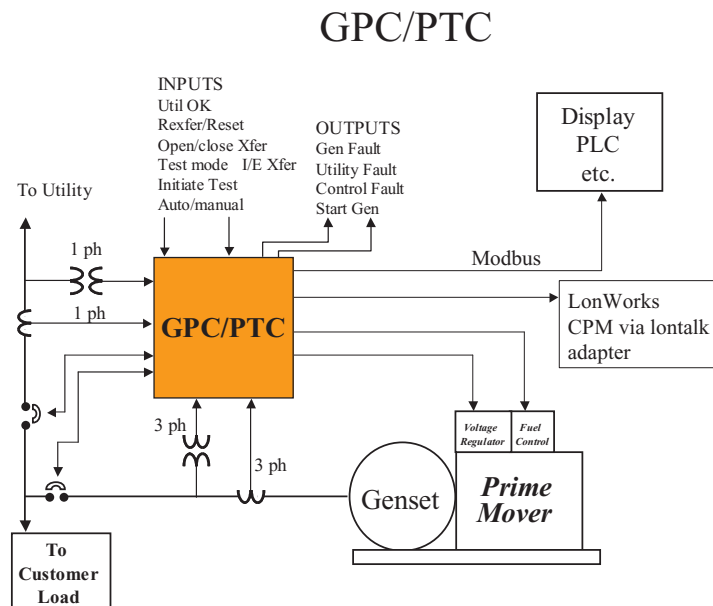 GPC/PTC
INPUTS
Util OK
Rexfer/Reset
Open/close Xfer
Test mode I/E Xfer
Initiate Test
Auto/manual
OUTPUTS
Gen Fault
Utility Fault
Control Fault
Start Gen
Display
PLC
etc.
To Utility
1 ph
Modbus
1 ph
GPC/PTC
LonWorks
CPM via lontalk
adapter
3 ph
3 ph
Voltage
Regulator
Fuel
Control
Genset
Prime
Mover
To
Customer
Load